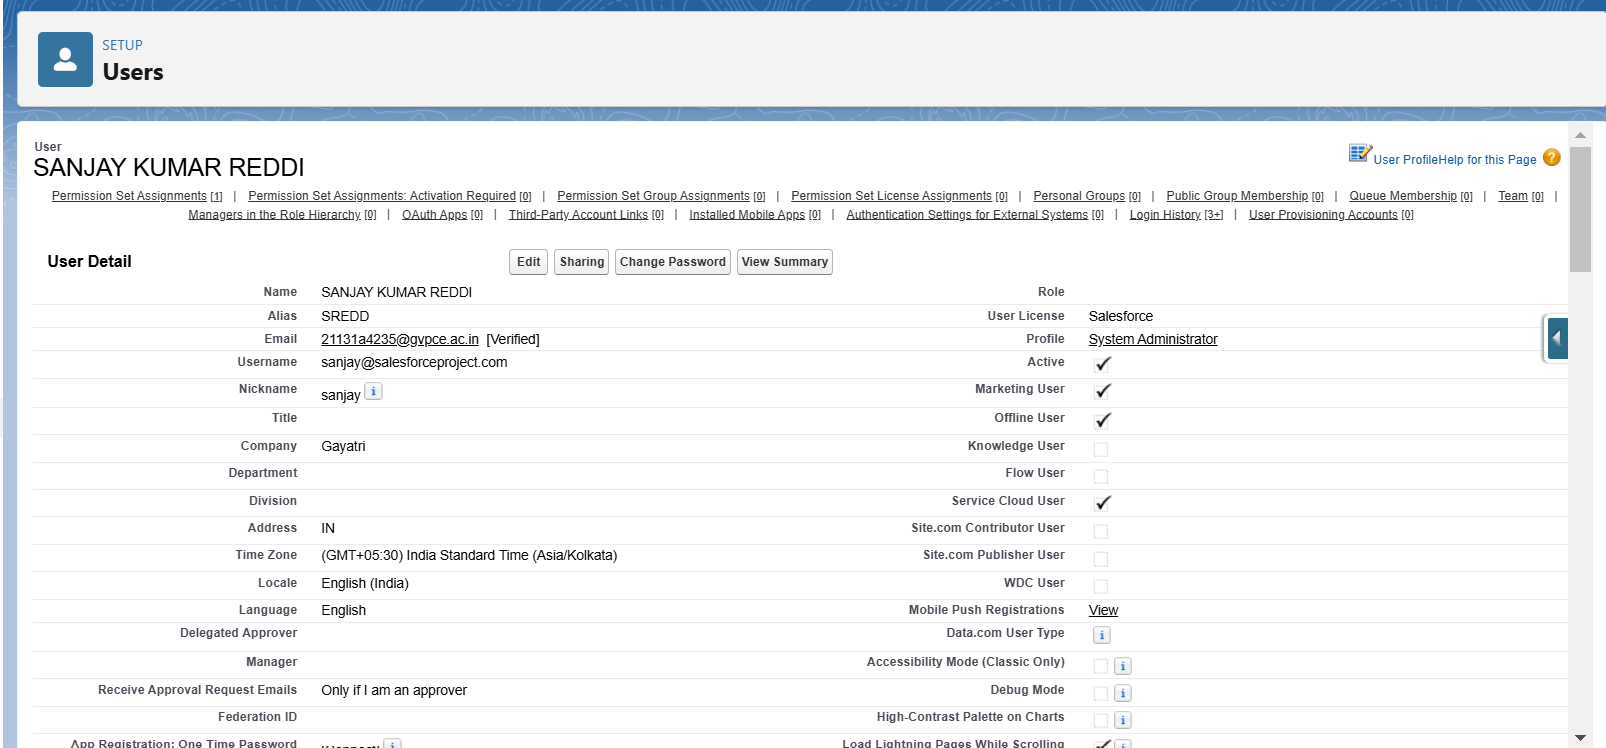 SETUP
Users
User
SANJAY KUMAR REDDI
User Profile Help for this Page ?
Permission Set Assignments [1] | Permission Set Assignments: Activation Required [0] | Permission Set Group Assignments [0] | Permission Set License Assignments [0] | Personal Groups [0] | Public Group Membership [0] | Queue Membership [0] | Team [0] |
Managers in the Role Hierarchy [0] | OAuth Apps [0] | Third-Party Account Links [0] | Installed Mobile Apps [0] | Authentication Settings for External Systems [0] | Login History [3+] | User Provisioning Accounts [0]
User Detail Edit Sharing Change Password View Summary
Name SANJAY KUMAR REDDI Role
Alias SREDD User License Salesforce
Email 21131a4235@gvpce.ac.in [Verified] Profile System Administrator
Username sanjay@salesforceproject.com Active
Nickname sanjay i Marketing User
Title Offline User
Company Gayatri Knowledge User
Department Flow User
Division Service Cloud User
Address IN Site.com Contributor User
Time Zone (GMT+05:30) India Standard Time (Asia/Kolkata) Site.com Publisher User
Locale English (India) WDC User
Language English Mobile Push Registrations View
Delegated Approver Data.com User Type i
Manager Accessibility Mode (Classic Only) i
Receive Approval Request Emails Only if I am an approver Debug Mode i
Federation ID High-Contrast Palette on Charts i
App Registration: One Time Password i Load Lightning Pages While Scrolling i